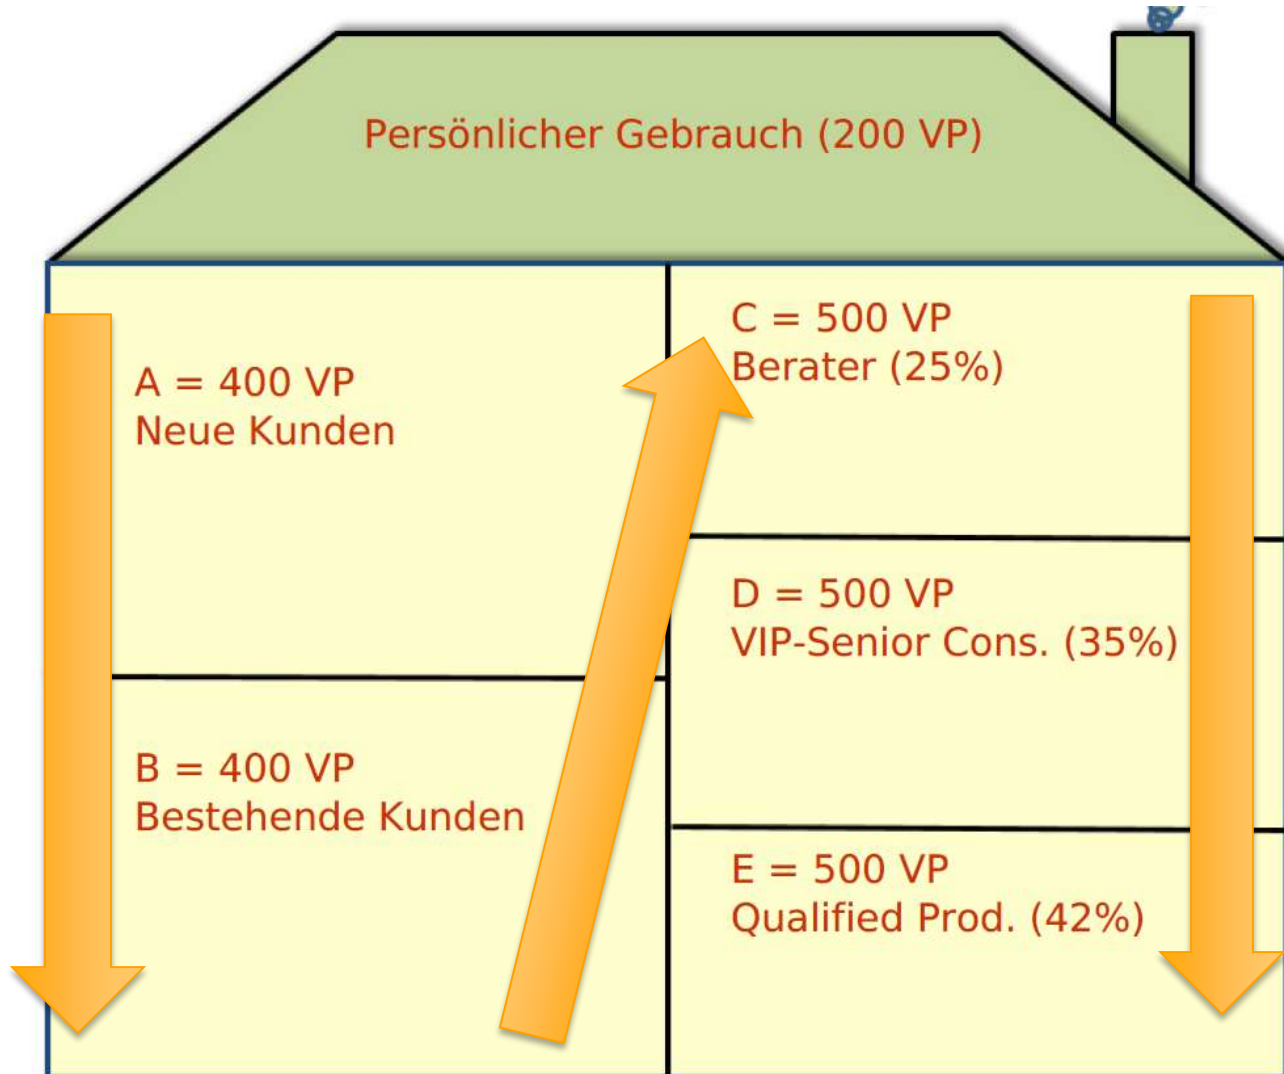 Persönlicher Gebrauch (200 VP)
A = 400 VP
Neue Kunden
B = 400 VP
Bestehende Kunden
C = 500 VP
Berater (25%)
D = 500 VP
VIP-Senior Cons. (35%)
E = 500 VP
Qualified Prod. (42%)